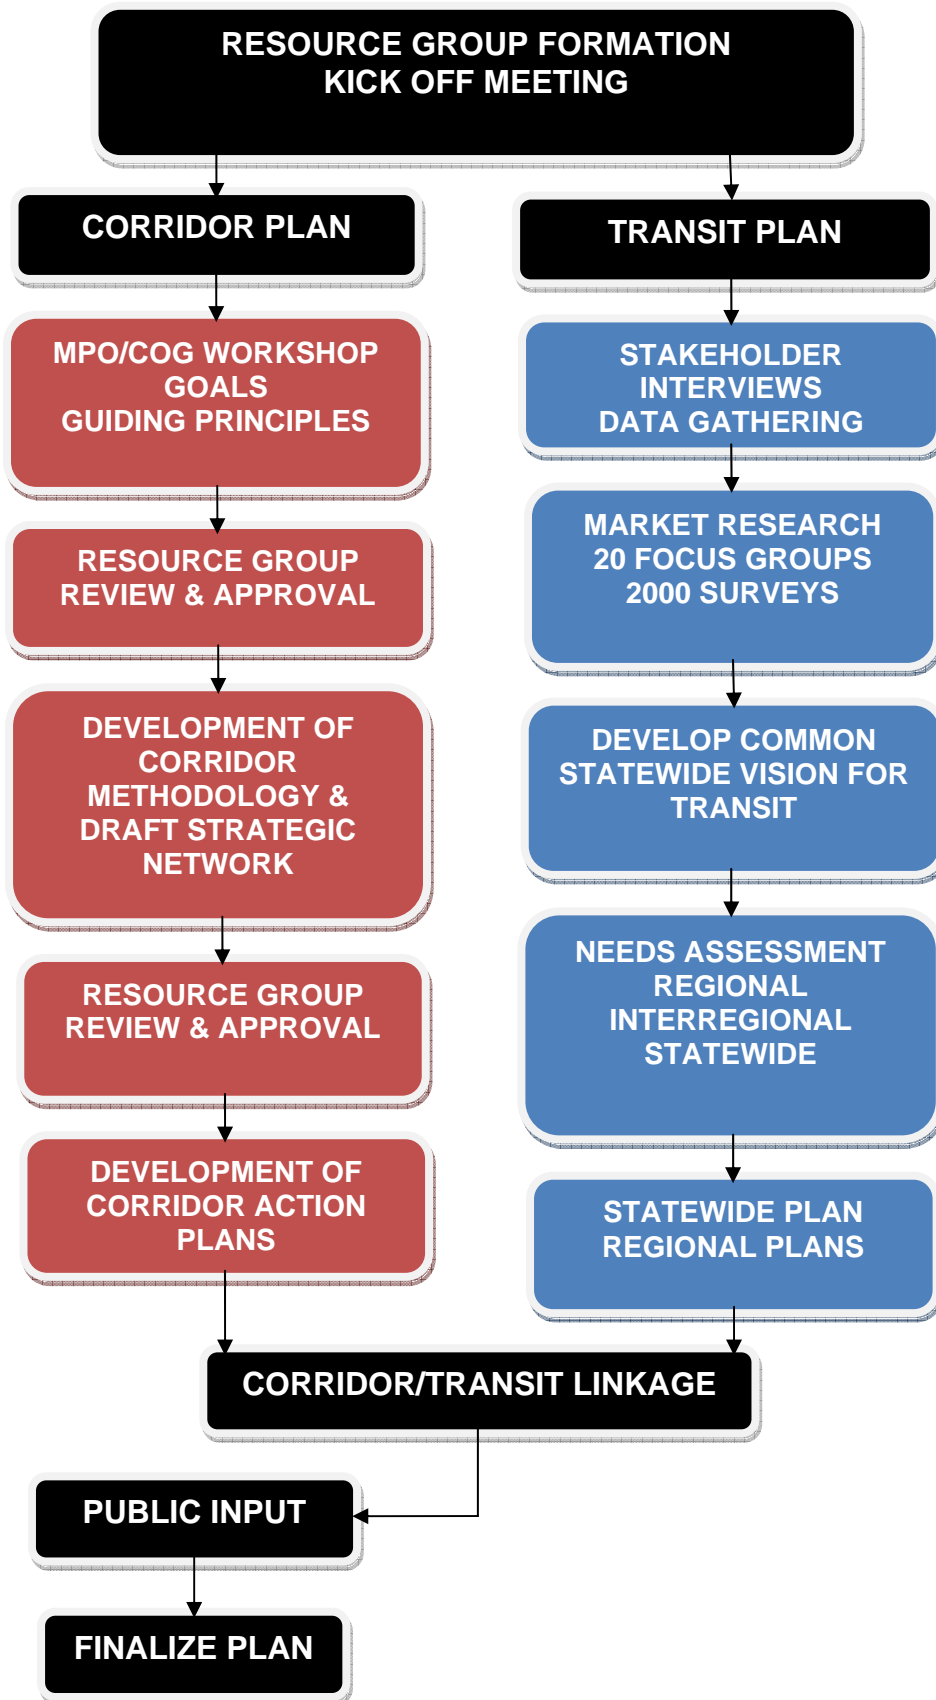 RESOURCE GROUP FORMATION
KICK OFF MEETING
CORRIDOR PLAN
TRANSIT PLAN
MPO/COG WORKSHOP
GOALS
GUIDING PRINCIPLES
STAKEHOLDER
INTERVIEWS
DATA GATHERING
RESOURCE GROUP
REVIEW & APPROVAL
MARKET RESEARCH
20 FOCUS GROUPS
2000 SURVEYS
DEVELOPMENT OF
CORRIDOR
METHODOLOGY &
DRAFT STRATEGIC
NETWORK
DEVELOP COMMON
STATEWIDE VISION FOR
TRANSIT
RESOURCE GROUP
REVIEW & APPROVAL
NEEDS ASSESSMENT
REGIONAL
INTERREGIONAL
STATEWIDE
DEVELOPMENT OF
CORRIDOR ACTION
PLANS
STATEWIDE PLAN
REGIONAL PLANS
CORRIDOR/TRANSIT LINKAGE
PUBLIC INPUT
FINALIZE PLAN